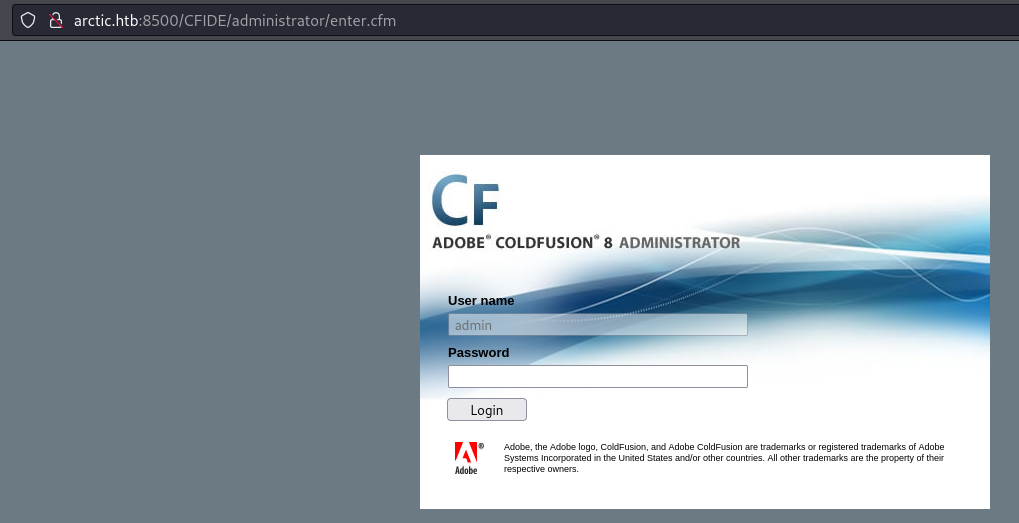 arctic.htb:8500/CFIDE/administrator/enter.cfm
CF
ADOBE® COLDFUSION® 8 ADMINISTRATOR
User name
admin
Password
Login
Adobe, the Adobe logo, ColdFusion, and Adobe ColdFusion are trademarks or registered trademarks of Adobe
Systems Incorporated in the United States and/or other countries. All other trademarks are the property of their
respective owners.
®
Adobe